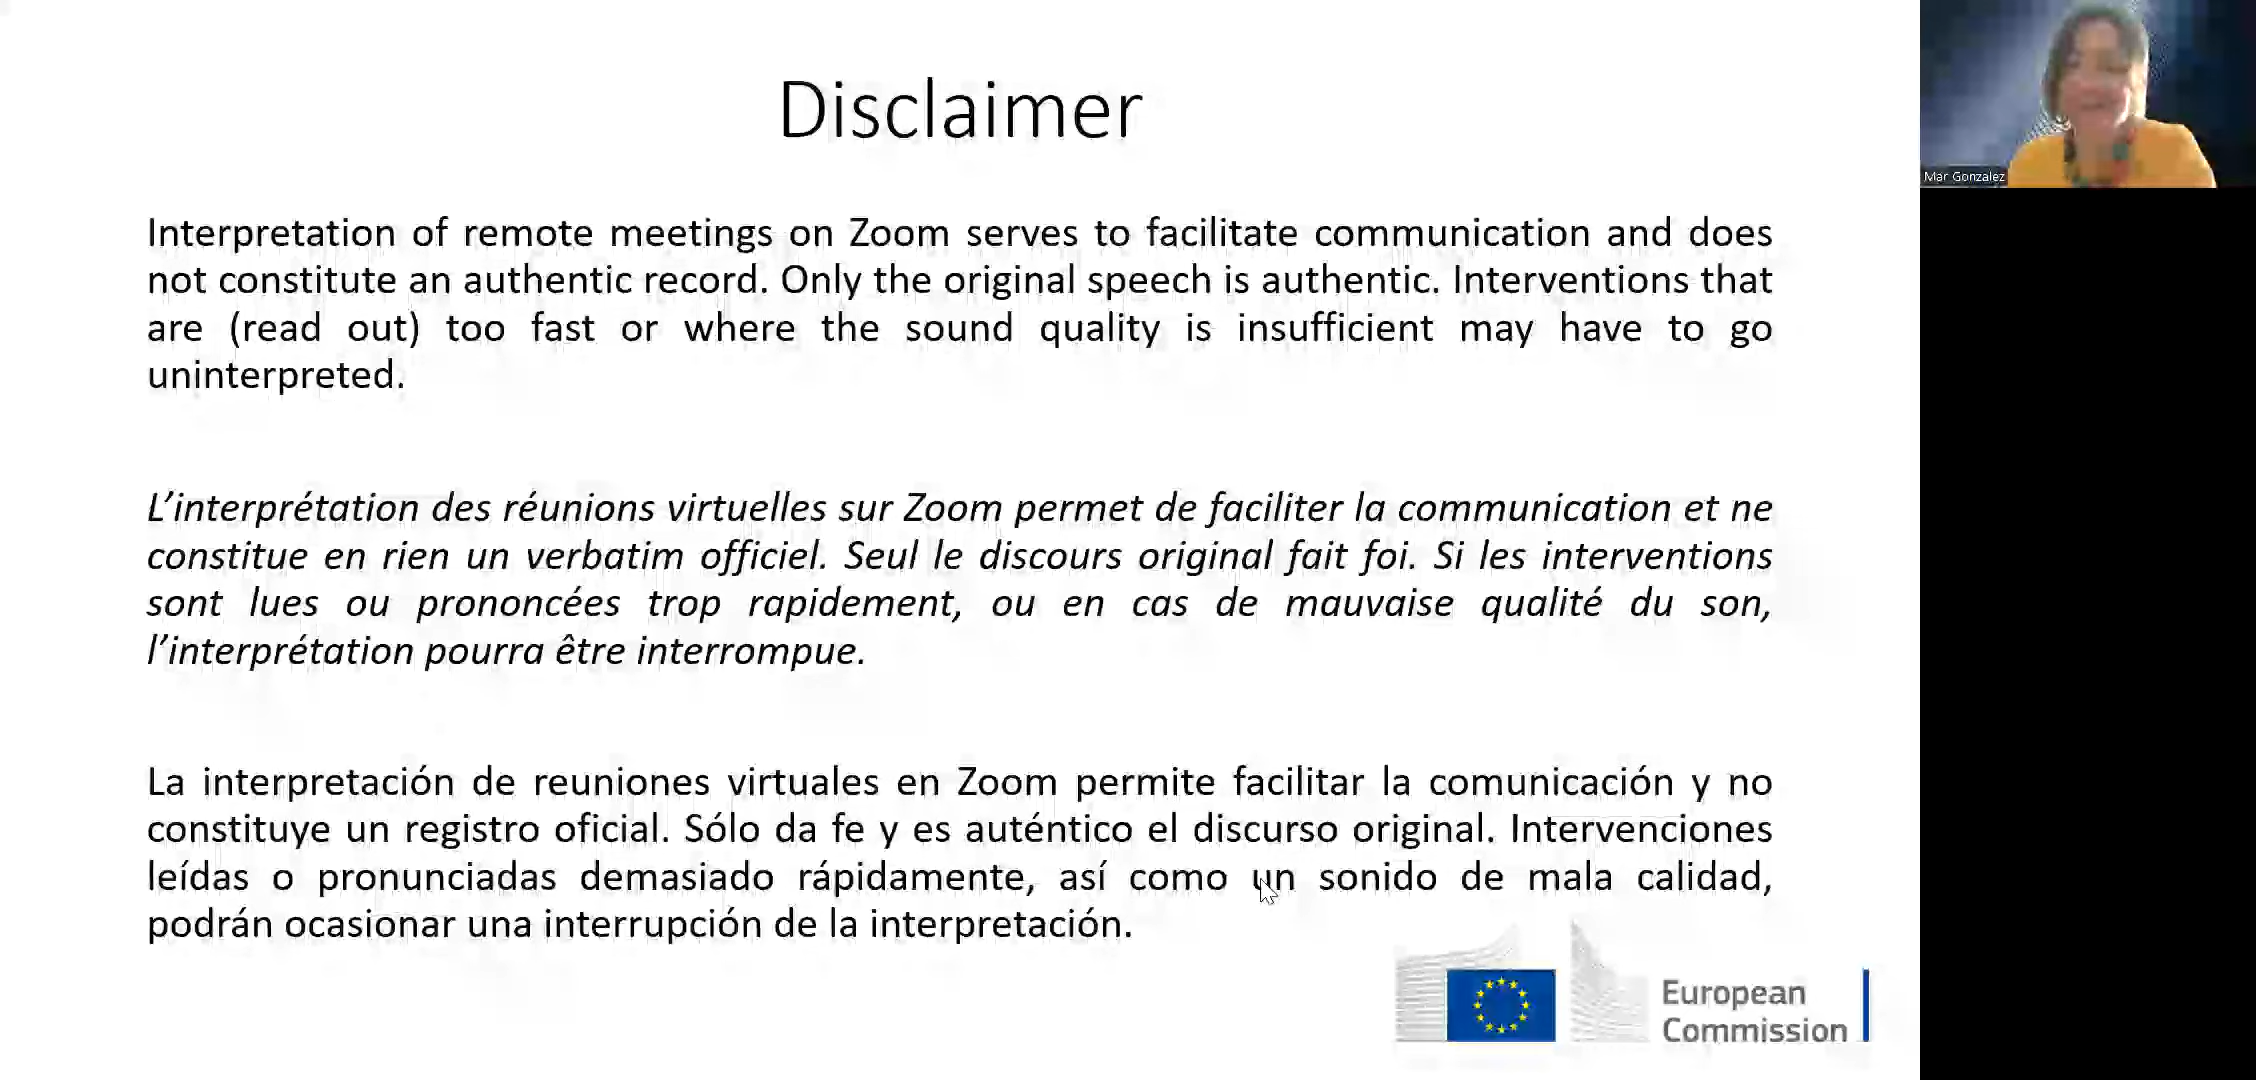 Disclaimer
Interpretation of remote meetings on Zoom serves to facilitate communication and does
not constitute an authentic record. Only the original speech is authentic. Interventions that
are (read out) too fast or where the sound quality is insufficient may have to go
uninterpreted.
L’interprétation des réunions virtuelles sur Zoom permet de faciliter la communication et ne
constitue en rien un verbatim officiel. Seul le discours original fait foi. Si les interventions
sont lues ou prononcées trop rapidement, ou en cas de mauvaise qualité du son,
l’interprétation pourra être interrompue.
La interpretación de reuniones virtuales en Zoom permite facilitar la comunicación y no
constituye un registro oficial. Sólo da fe y es auténtico el discurso original. Intervenciones
leídas o pronunciadas demasiado rápidamente, así como un sonido de mala calidad,
podrán ocasionar una interrupción de la interpretación.
European
Commission
Mar Gonzalez